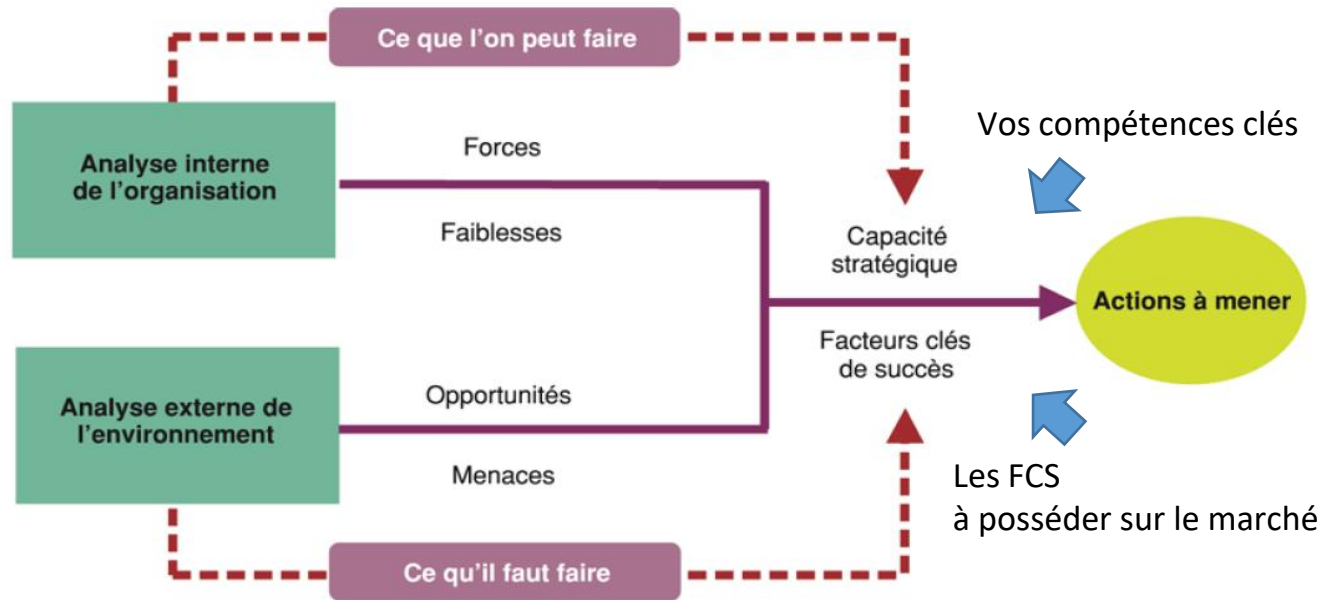 Ce que l'on peut faire
Vos compétences clés
Analyse interne
de l'organisation
Forces
Faiblesses
Capacité
stratégique
Actions à mener
Facteurs clés
de succès
Analyse externe de
l'environnement
Opportunités
Menaces
Les FCS
à posséder sur le marché
Ce qu'il faut faire